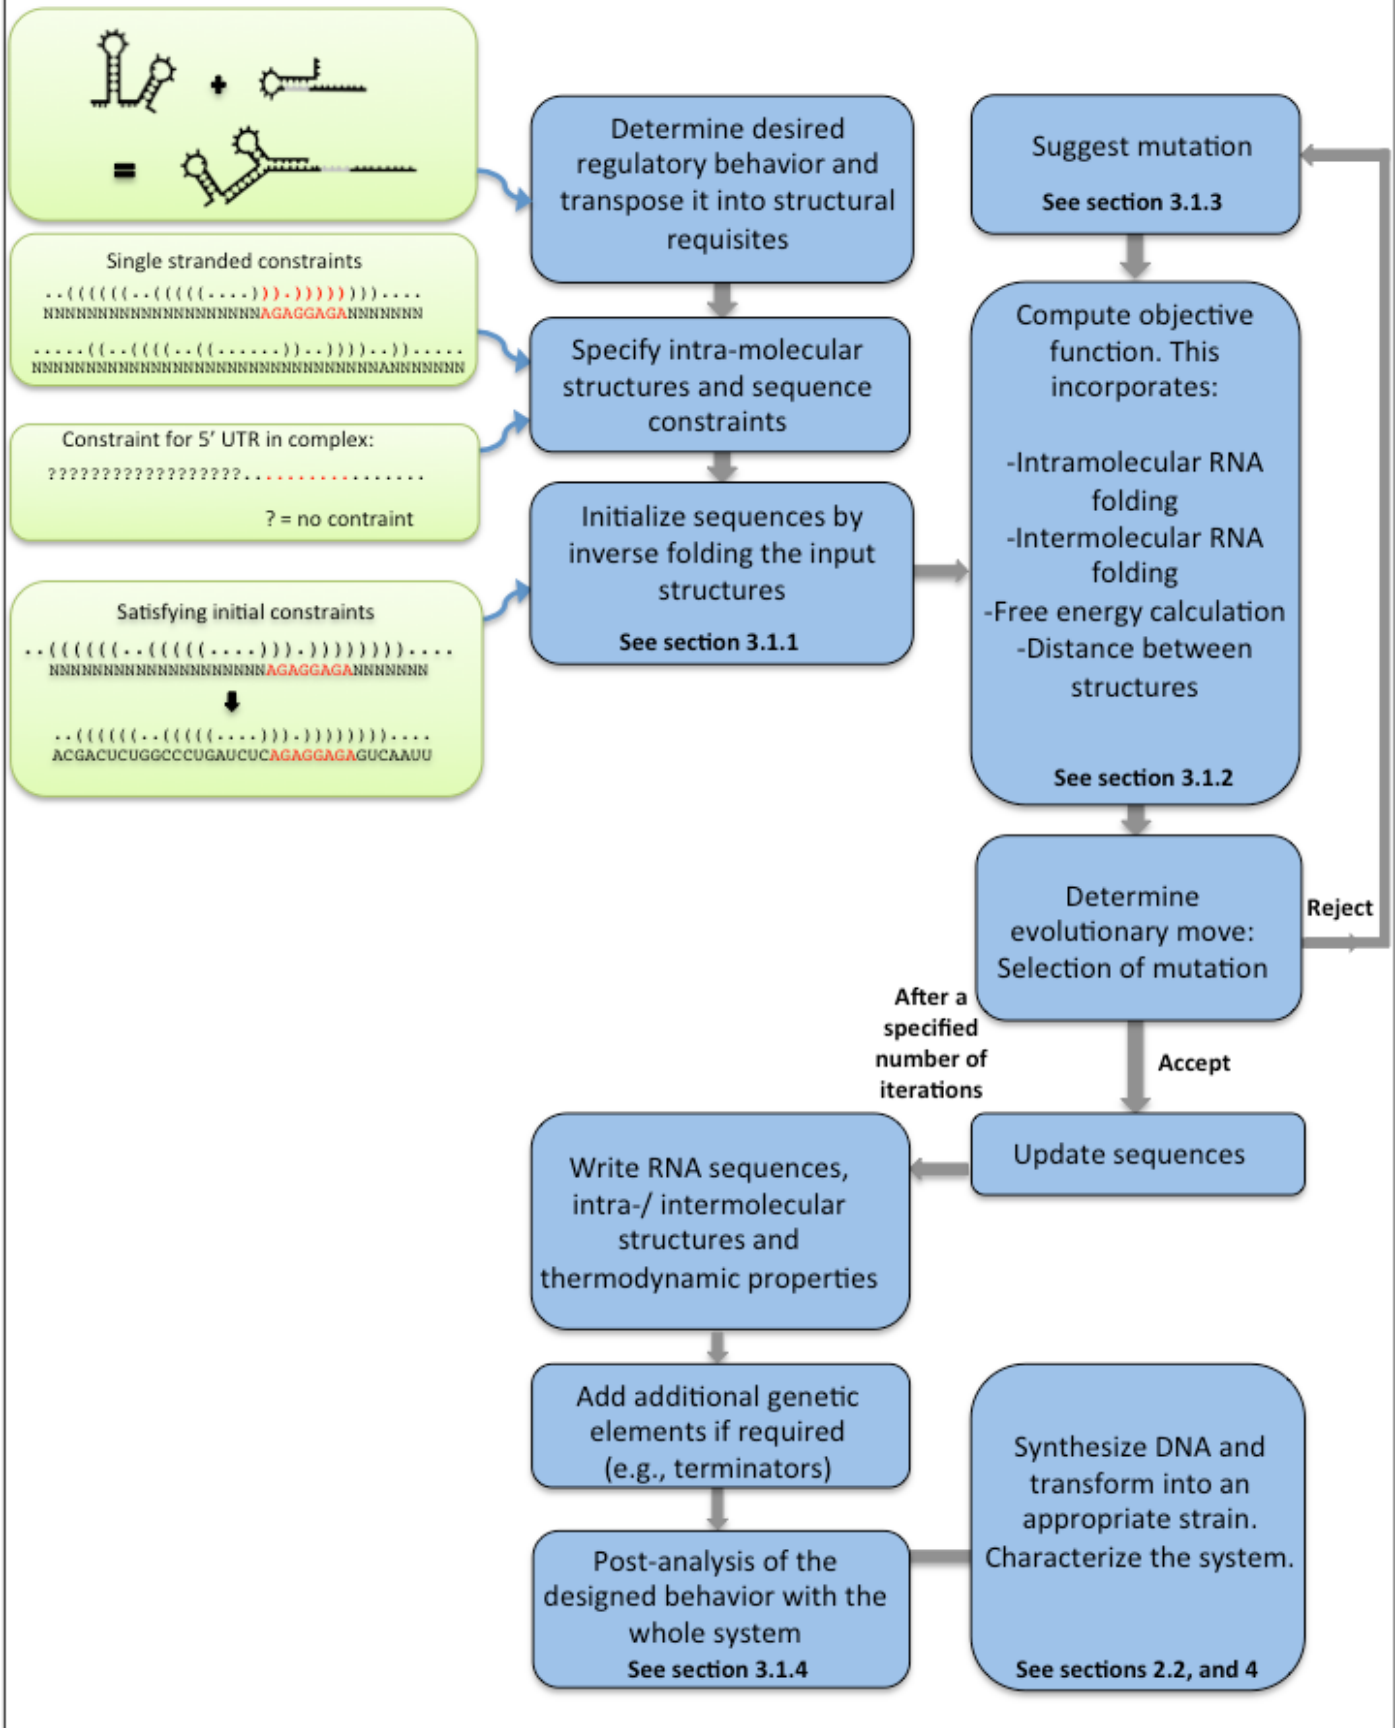 ..((((((..(((((....))).))))))))....
Single stranded constraints
NNNNNNNNNNNNNNNNNNNNAGAGGAGANNNNNNN
.....((..((((..((......))..))))..)).....
NNNNNNNNNNNNNNNNNNNNNNNNNNNNNNNNANNNNNNN
Constraint for 5’ UTR in complex:
??????????????????.................
? = no contraint
Satisfying initial constraints
..((((((..(((((....))).))))))))....
NNNNNNNNNNNNNNNNNNNNAGAGGAGANNNNNNN
..((((((..(((((....))).))))))))....
ACGACUCUGGCCCUGAUCUCAGAGGAGAGUCAAUU
Determine desired
regulatory behavior and
transpose it into structural
requisites
Specify intra-molecular
structures and sequence
constraints
Initialize sequences by
inverse folding the input
structures
See section 3.1.1
Suggest mutation
See section 3.1.3
Compute objective
function. This
incorporates:
-Intramolecular RNA
folding
-Intermolecular RNA
folding
-Free energy calculation
-Distance between
structures
See section 3.1.2
Determine
evolutionary move:
Selection of mutation
Reject
Accept
After a
specified
number of
iterations
Update sequences
Write RNA sequences,
intra-/ intermolecular
structures and
thermodynamic properties
Add additional genetic
elements if required
(e.g., terminators)
Post-analysis of the
designed behavior with the
whole system
See section 3.1.4
Synthesize DNA and
transform into an
appropriate strain.
Characterize the system.
See sections 2.2, and 4